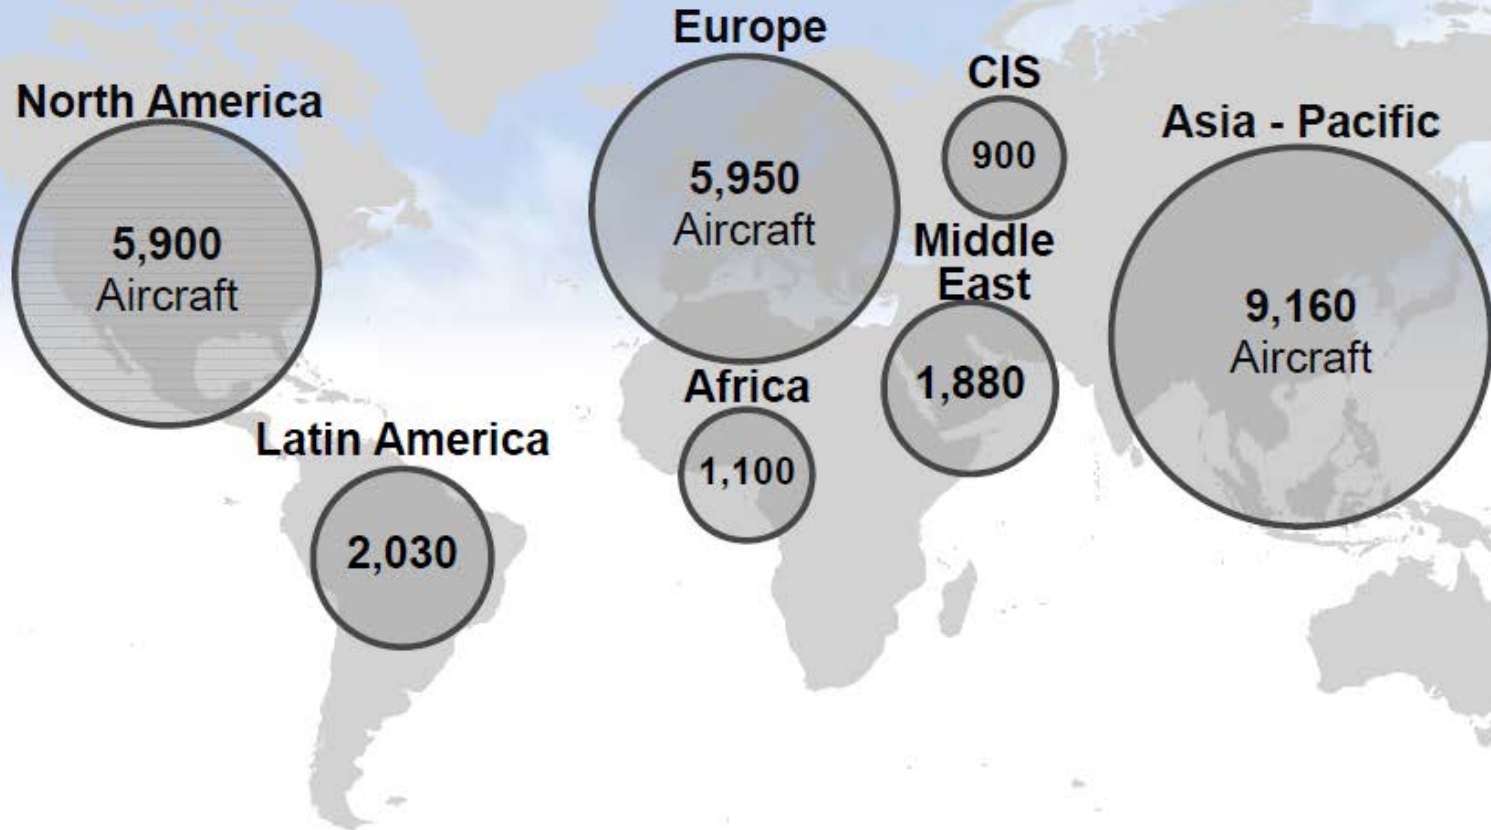 North America
5,900
Aircraft
Latin America
2,030
Europe
5,950
Aircraft
Africa
1,100
CIS
900
Middle
East
1,880
Asia - Pacific
9,160
Aircraft